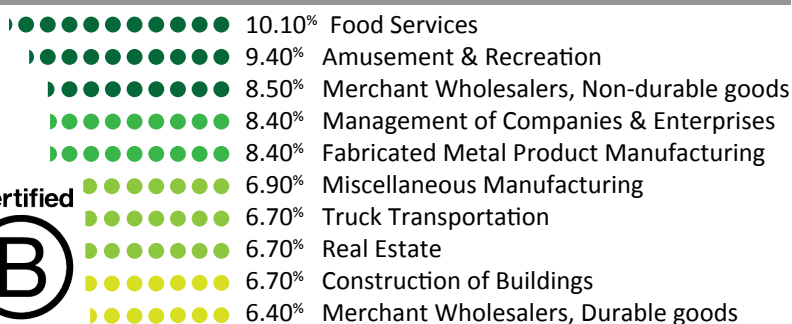 10.10% Food Services
9.40% Amusement & Recreation
8.50% Merchant Wholesalers, Non-durable goods
8.40% Management of Companies & Enterprises
8.40% Fabricated Metal Product Manufacturing
6.90% Miscellaneous Manufacturing
rtified
6.70% Truck Transportation
6.70% Real Estate
B
6.70% Construction of Buildings
6.40% Merchant Wholesalers, Durable goods